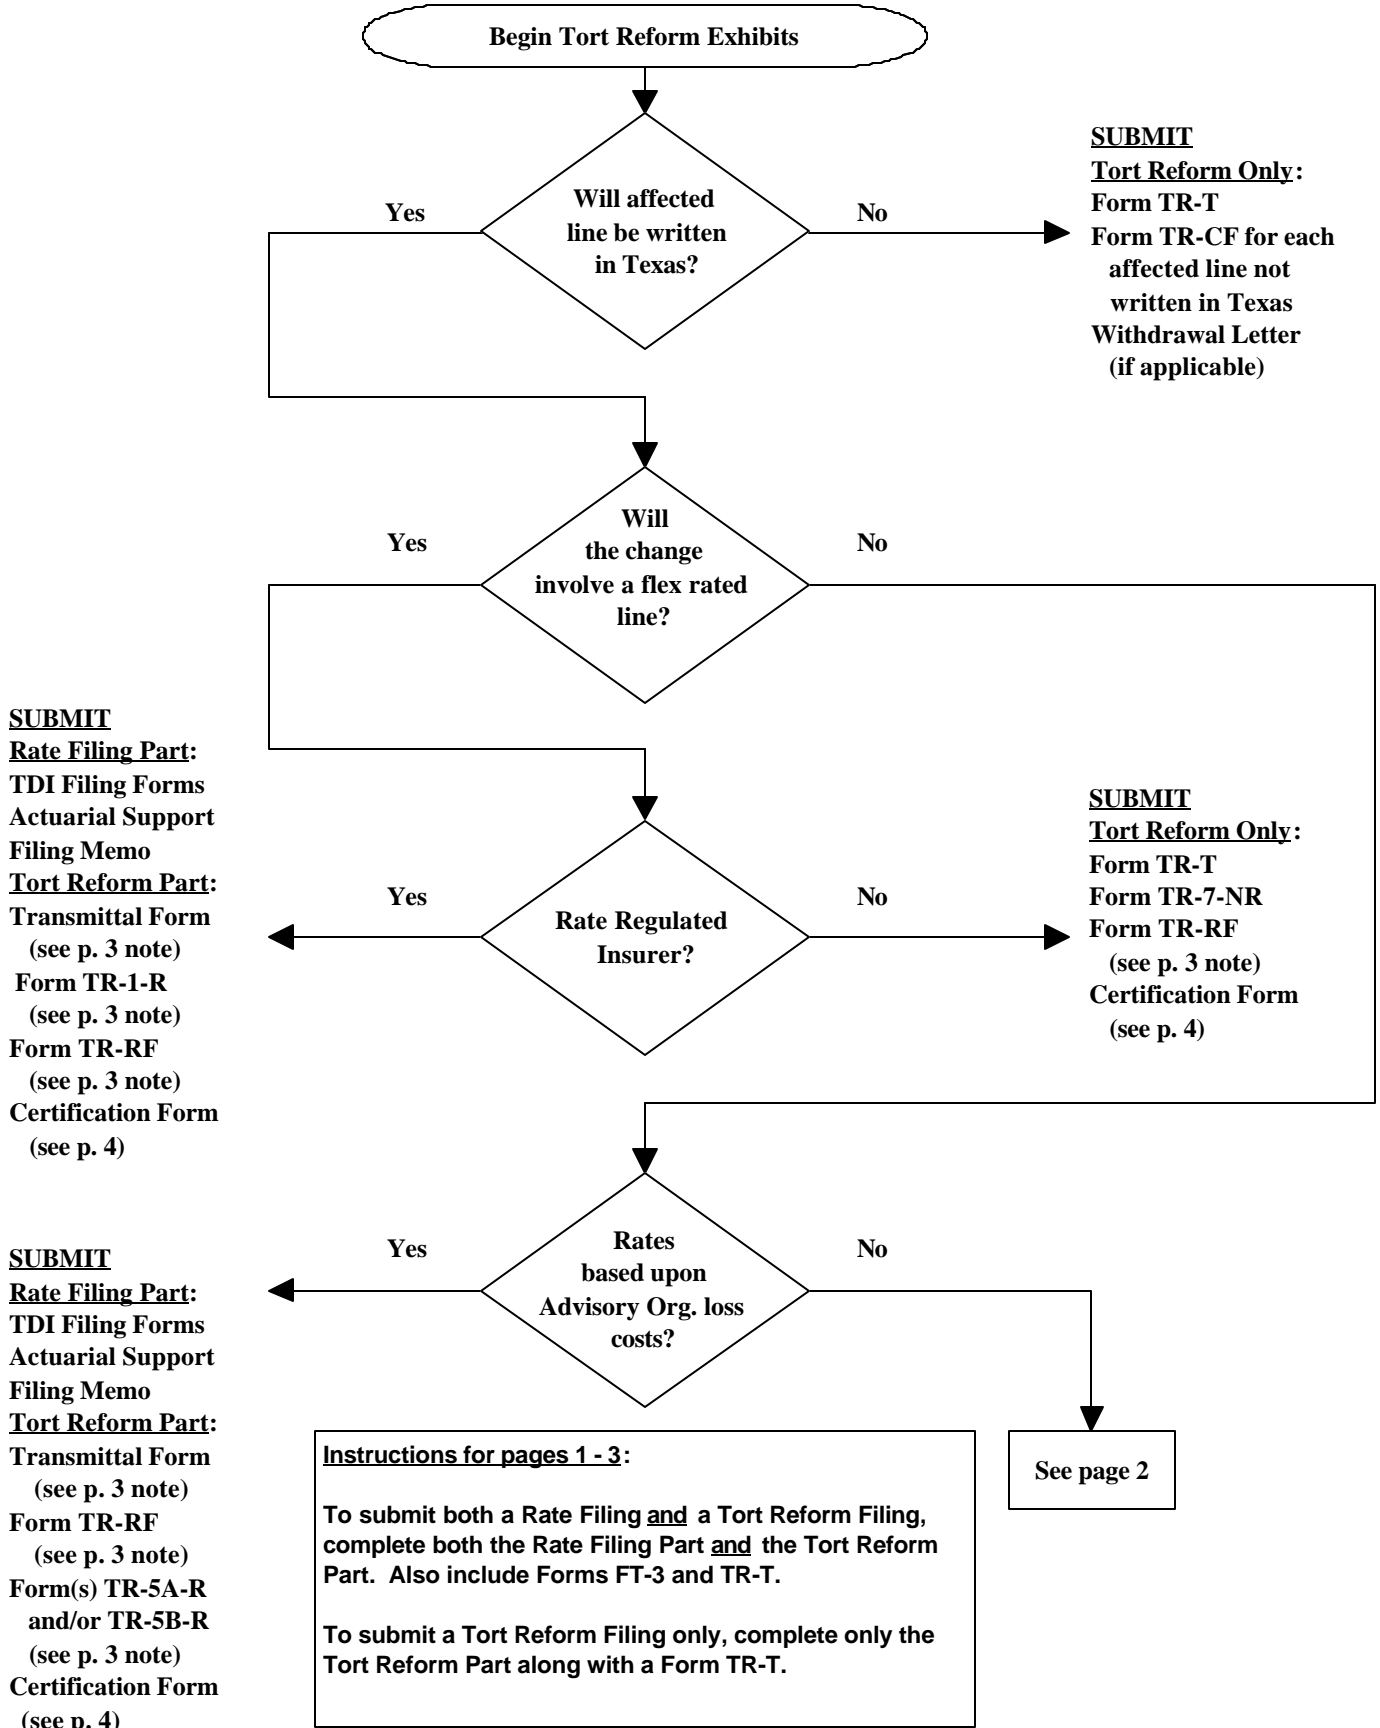 Begin Tort Reform Exhibits
Will affected
line be written
in Texas?
Yes
No
SUBMIT
Tort Reform Only:
Form TR-T
Form TR-CF for each
affected line not
written in Texas
Withdrawal Letter
(if applicable)
Will
the change
involve a flex rated
line?
Yes
No
Rate Regulated
Insurer?
Yes
No
SUBMIT
Rate Filing Part:
TDI Filing Forms
Actuarial Support
Filing Memo
Tort Reform Part:
Transmittal Form
(see p. 3 note)
Form TR-1-R
(see p. 3 note)
Form TR-RF
(see p. 3 note)
Certification Form
(see p. 4)
SUBMIT
Tort Reform Only:
Form TR-T
Form TR-7-NR
Form TR-RF
(see p. 3 note)
Certification Form
(see p. 4)
Rates
based upon
Advisory Org. loss
costs?
Yes
No
SUBMIT
Rate Filing Part:
TDI Filing Forms
Actuarial Support
Filing Memo
Tort Reform Part:
Transmittal Form
(see p. 3 note)
Form TR-RF
(see p. 3 note)
Form(s) TR-5A-R
and/or TR-5B-R
(see p. 3 note)
Certification Form
(see p. 4)
See page 2
Instructions for pages 1 - 3:
To submit both a Rate Filing and a Tort Reform Filing,
complete both the Rate Filing Part and the Tort Reform
Part. Also include Forms FT-3 and TR-T.
To submit a Tort Reform Filing only, complete only the
Tort Reform Part along with a Form TR-T.